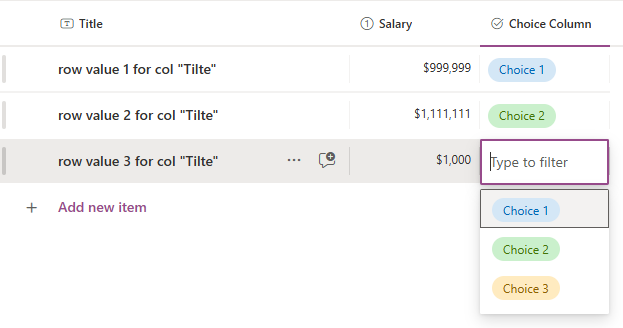 Title Salary Choice Column
row value 1 for col "Tilte" $999,999 Choice 1
row value 2 for col "Tilte" $1,111,111 Choice 2
row value 3 for col "Tilte" ... $1,000 Type to filter
+ Add new item Choice 1
Choice 2
Choice 3